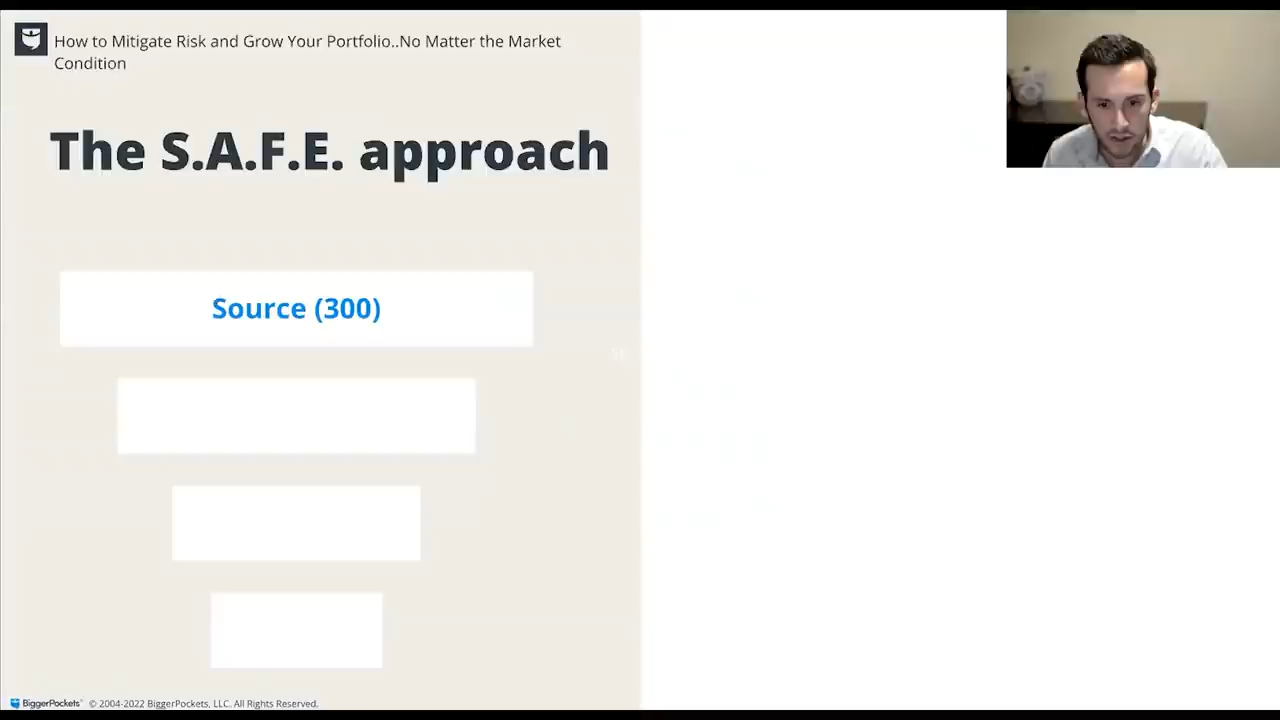 How to Mitigate Risk and Grow Your Portfolio..No Matter the Market
Condition
The S.A.F.E. approach
Source (300)
BiggerPockets © 2004-2022 BiggerPockets, LLC. All Rights Reserved.